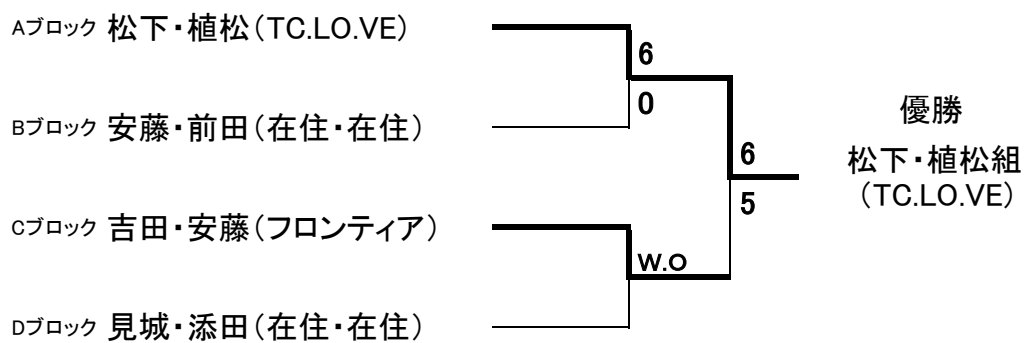 Aブロック 松下・植松(TC.LO.VE)
6
0
Bブロック 安藤・前田(在住・在住)
優勝
6
松下・植松組
(TC.LO.VE)
5
Cブロック 吉田・安藤(フロンティア)
W.O
Dブロック 見城・添田(在住・在住)